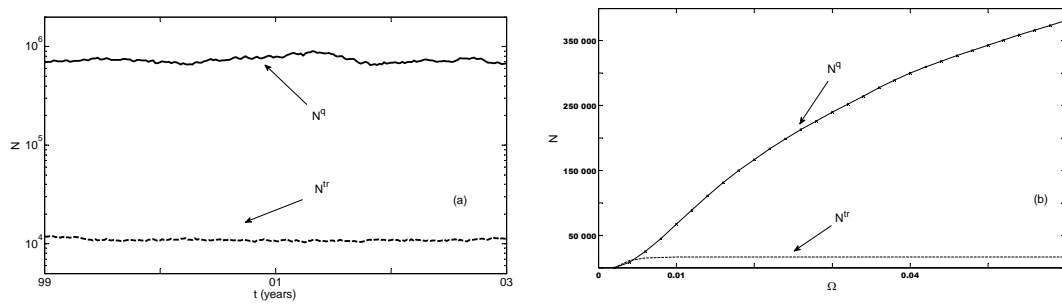 10^6
N^q
10^5
N
N^tr
(a)
10^4
99
01
03
t (years)
350 000
N^q
250 000
N
150 000
(b)
N^tr
50 000
0
0.01
0.04
Ω